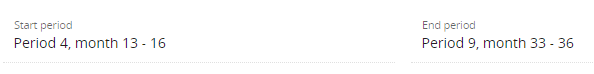 Start period
Period 4, month 13 - 16
End period
Period 9, month 33 - 36